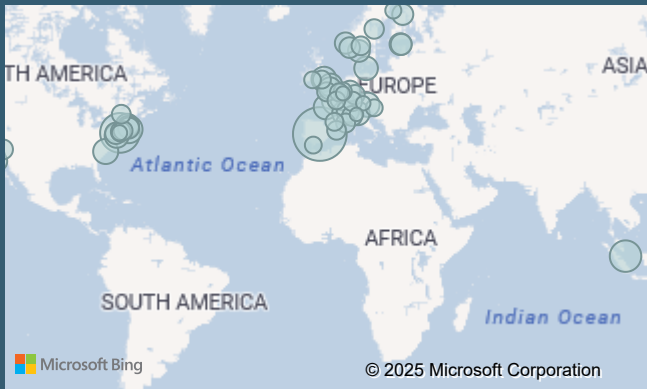 TH AMERICA
ASIA
EUROPE
Atlantic Ocean
AFRICA
SOUTH AMERICA
Indian Ocean
Microsoft Bing
© 2025 Microsoft Corporation